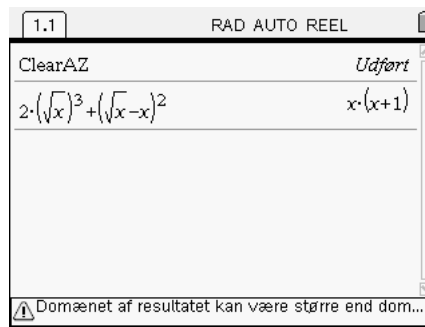 1.1 RAD AUTO REEL
ClearAZ Udført
2·(√x)³+(√x-x)² x·(x+1)
⚠Domænet af resultatet kan være større end dom...